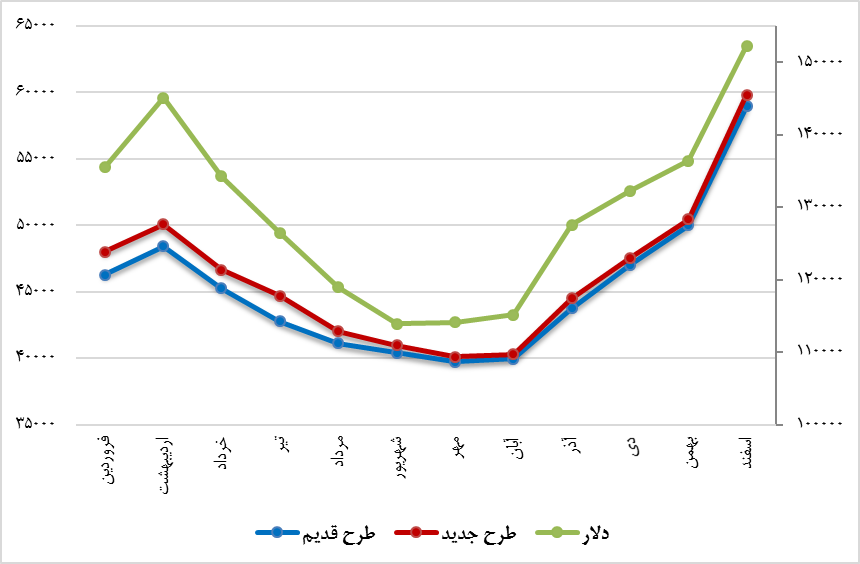 ۶۵۰۰۰
۶۰۰۰۰
۵۵۰۰۰
۵۰۰۰۰
۴۵۰۰۰
۴۰۰۰۰
۳۵۰۰۰
۱۵۰۰۰۰
۱۴۰۰۰۰
۱۳۰۰۰۰
۱۲۰۰۰۰
۱۱۰۰۰۰
۱۰۰۰۰۰
فروردین
اردیبهشت
خرداد
تیر
مرداد
شهریور
مهر
آبان
آذر
دی
بهمن
اسفند
طرح قدیم
طرح جدید
دلار